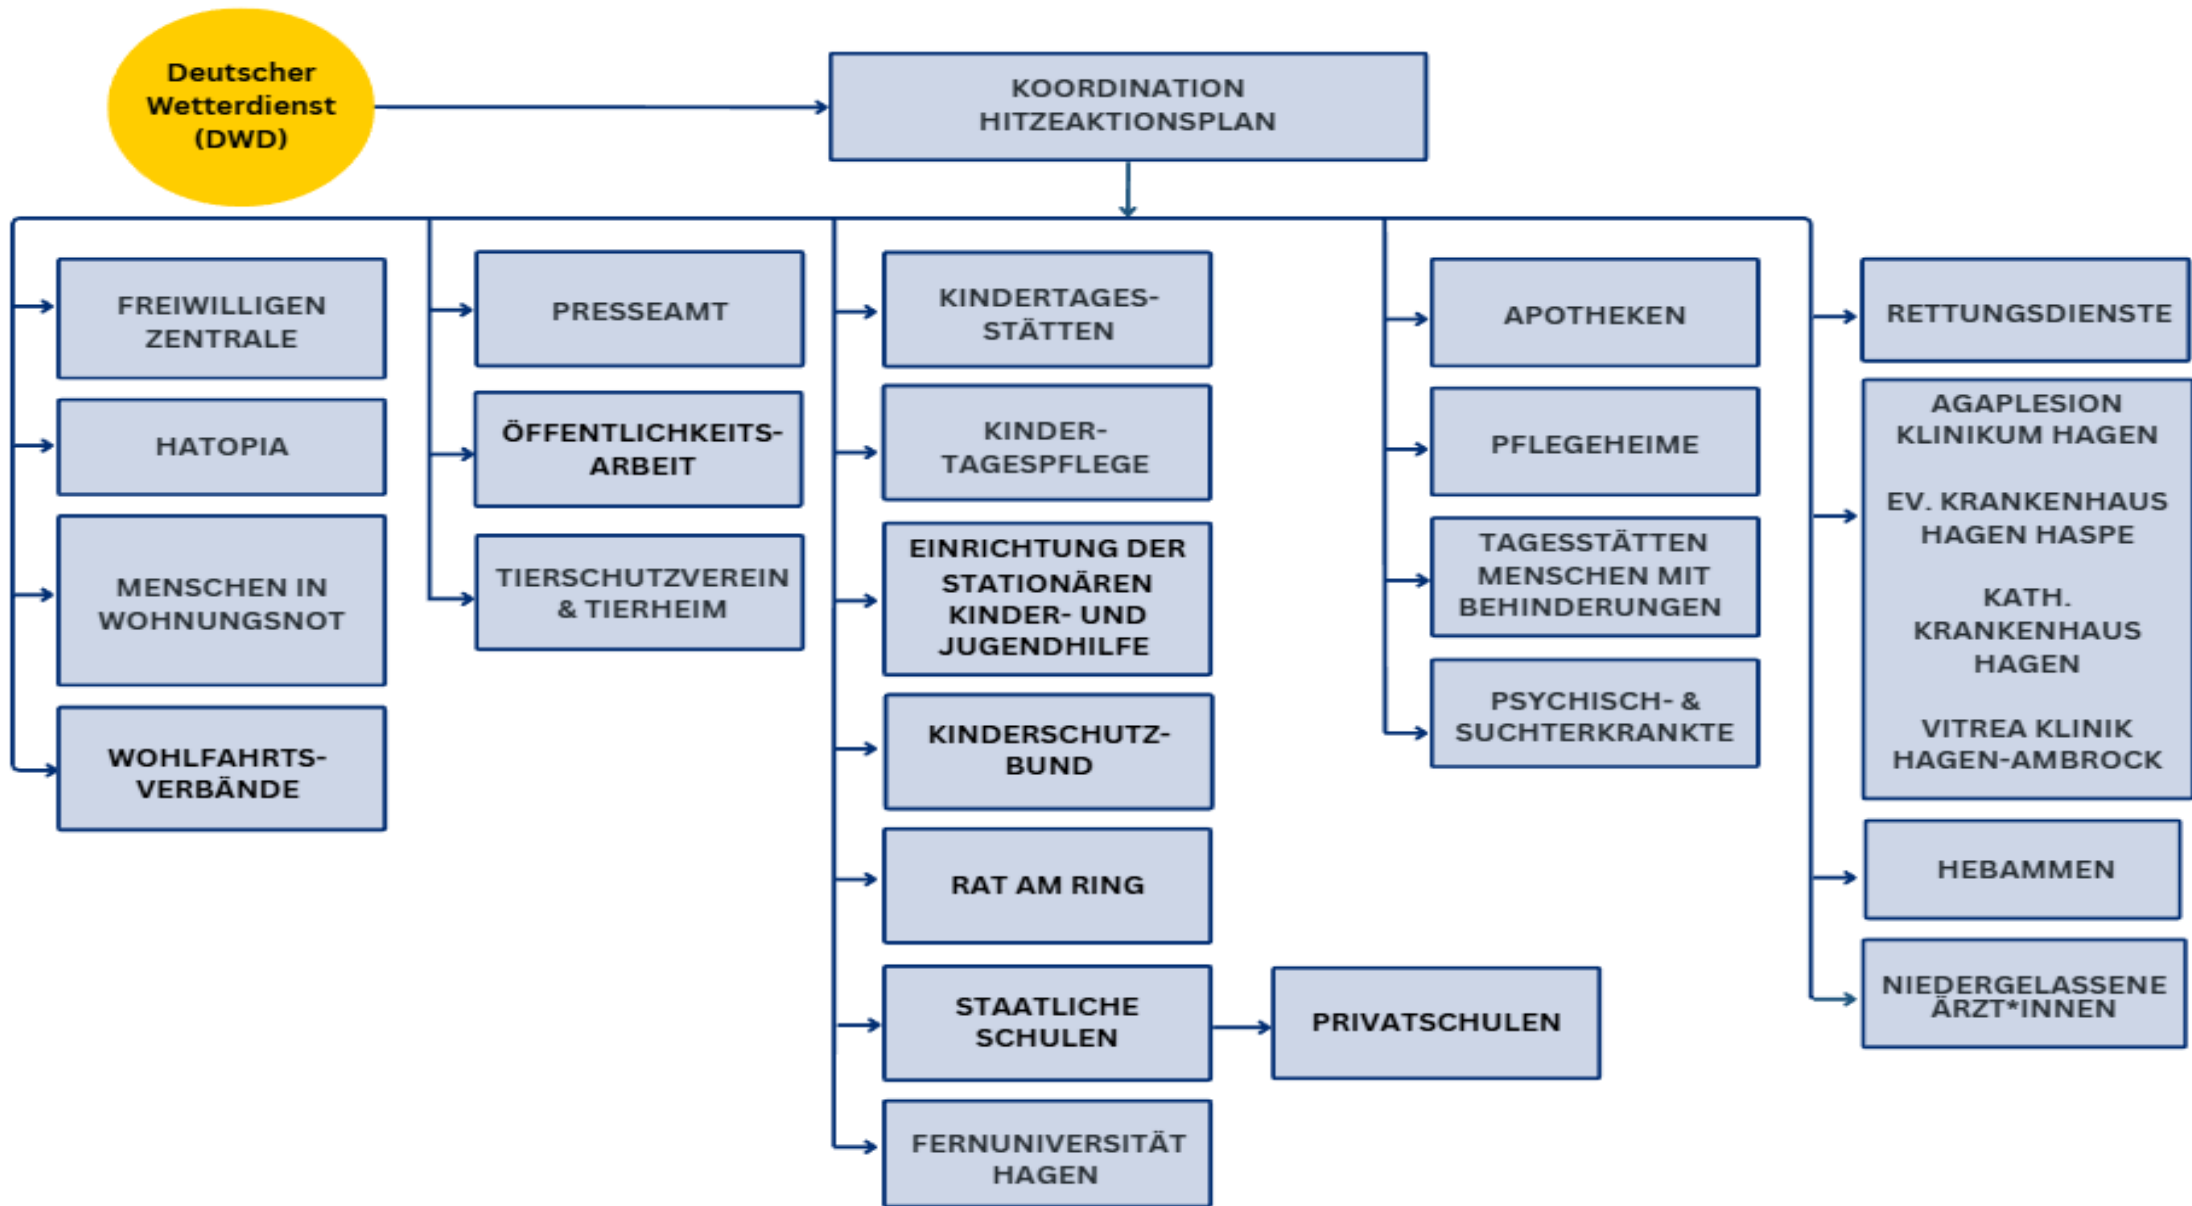 Deutscher
Wetterdienst
(DWD)
KOORDINATION
HITZEAKTIONSPLAN
FREIWILLIGEN
ZENTRALE
HATOPIA
MENSCHEN IN
WOHNUNGSNOT
WOHLFAHRTS-
VERBÄNDE
PRESSEAMT
ÖFFENTLICHKEITS-
ARBEIT
TIERSCHUTZVEREIN
& TIERHEIM
KINDERTAGES-
STÄTTEN
KINDER-
TAGESPFLEGE
EINRICHTUNG DER
STATIONÄREN
KINDER- UND
JUGENDHILFE
KINDERSCHUTZ-
BUND
RAT AM RING
STAATLICHE
SCHULEN
PRIVATSCHULEN
FERNUNIVERSITÄT
HAGEN
APOTHEKEN
PFLEGEHEIME
TAGESSTÄTTEN
MENSCHEN MIT
BEHINDERUNGEN
PSYCHISCH- &
SUCHTERKRANKTE
RETTUNGSDIENSTE
AGAPLESION
KLINIKUM HAGEN
EV. KRANKENHAUS
HAGEN HASPE
KATH.
KRANKENHAUS
HAGEN
VITREA KLINIK
HAGEN-AMBROCK
HEBAMMEN
NIEDERGELASSENE
ÄRZT*INNEN